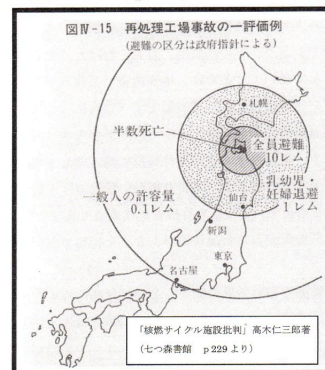 図Ⅳ-15 再処理工場事故の一評価例
(避難の区分は政府指針による)
札幌
半数死亡
全員避難
10レム
乳幼児・
妊婦退避
1レム
一般人の許容量
0.1レム
仙台
新潟
東京
名古屋
「核燃サイクル施設批判」高木仁三郎著
(七つ森書館 p229より)